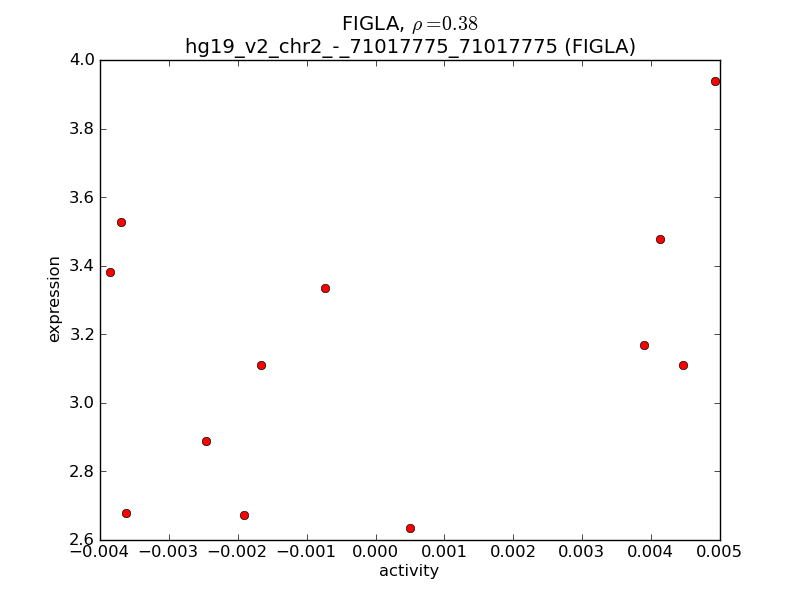 FIGLA, ρ=0.38
hg19_v2_chr2_-_71017775_71017775 (FIGLA)
4.0
3.8
3.6
3.4
3.2
3.0
2.8
2.6
expression
−0.004 −0.003 −0.002 −0.001 0.000 0.001 0.002 0.003 0.004 0.005
activity